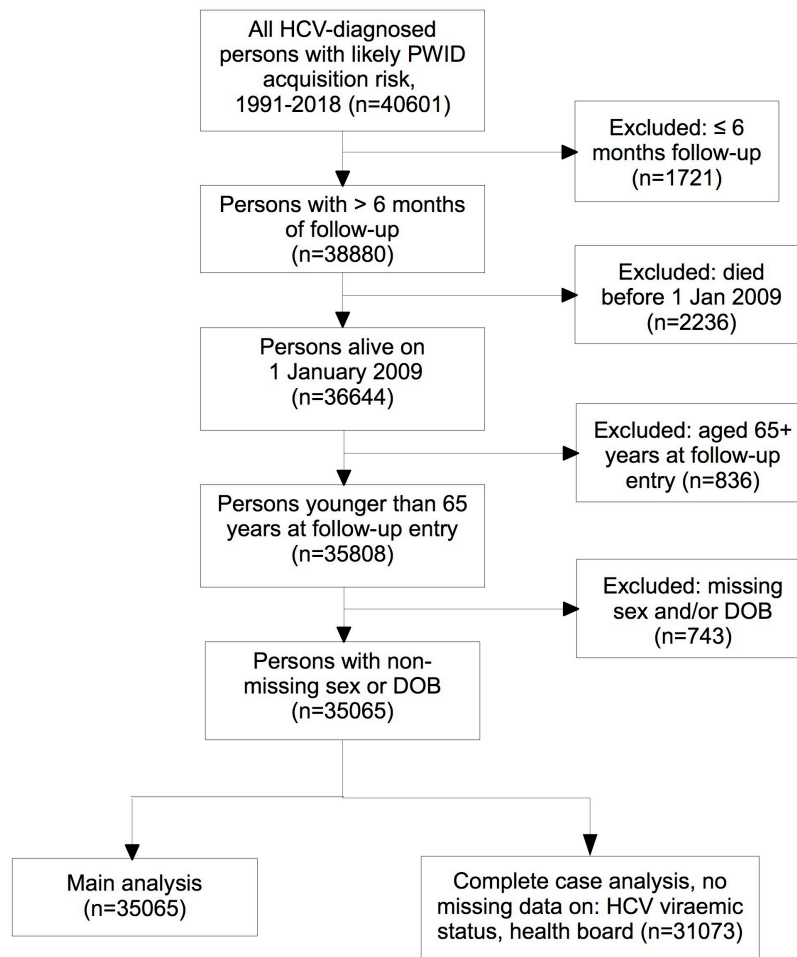 All HCV-diagnosed
persons with likely PWID
acquisition risk,
1991-2018 (n=40601)
Excluded: ≤ 6
months follow-up
(n=1721)
Persons with > 6 months
of follow-up
(n=38880)
Excluded: died
before 1 Jan 2009
(n=2236)
Persons alive on
1 January 2009
(n=36644)
Excluded: aged 65+
years at follow-up
entry (n=836)
Persons younger than 65
years at follow-up entry
(n=35808)
Excluded: missing
sex and/or DOB
(n=743)
Persons with non-
missing sex or DOB
(n=35065)
Main analysis
(n=35065)
Complete case analysis, no
missing data on: HCV viraemic
status, health board (n=31073)